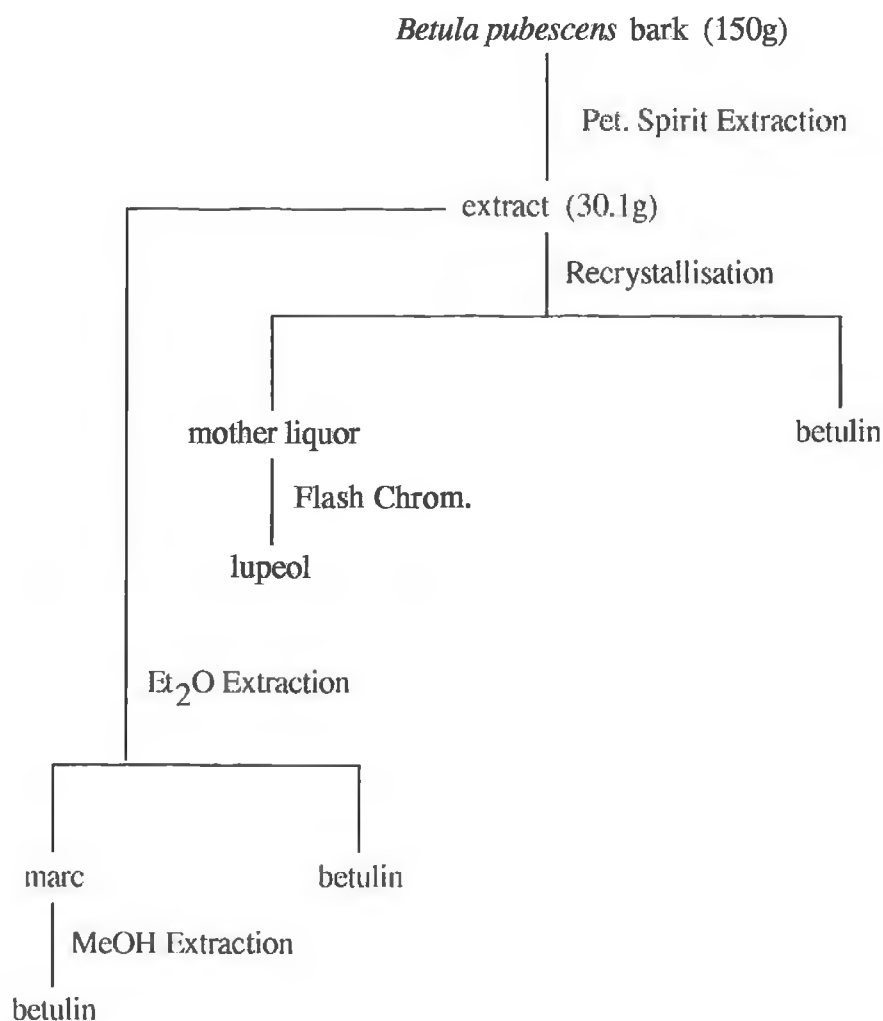 Betula pubescens bark (150g)
Pet. Spirit Extraction
extract (30.1g)
Recrystallisation
mother liquor
betulin
Flash Chrom.
lupeol
Et2O Extraction
marc
betulin
MeOH Extraction
betulin